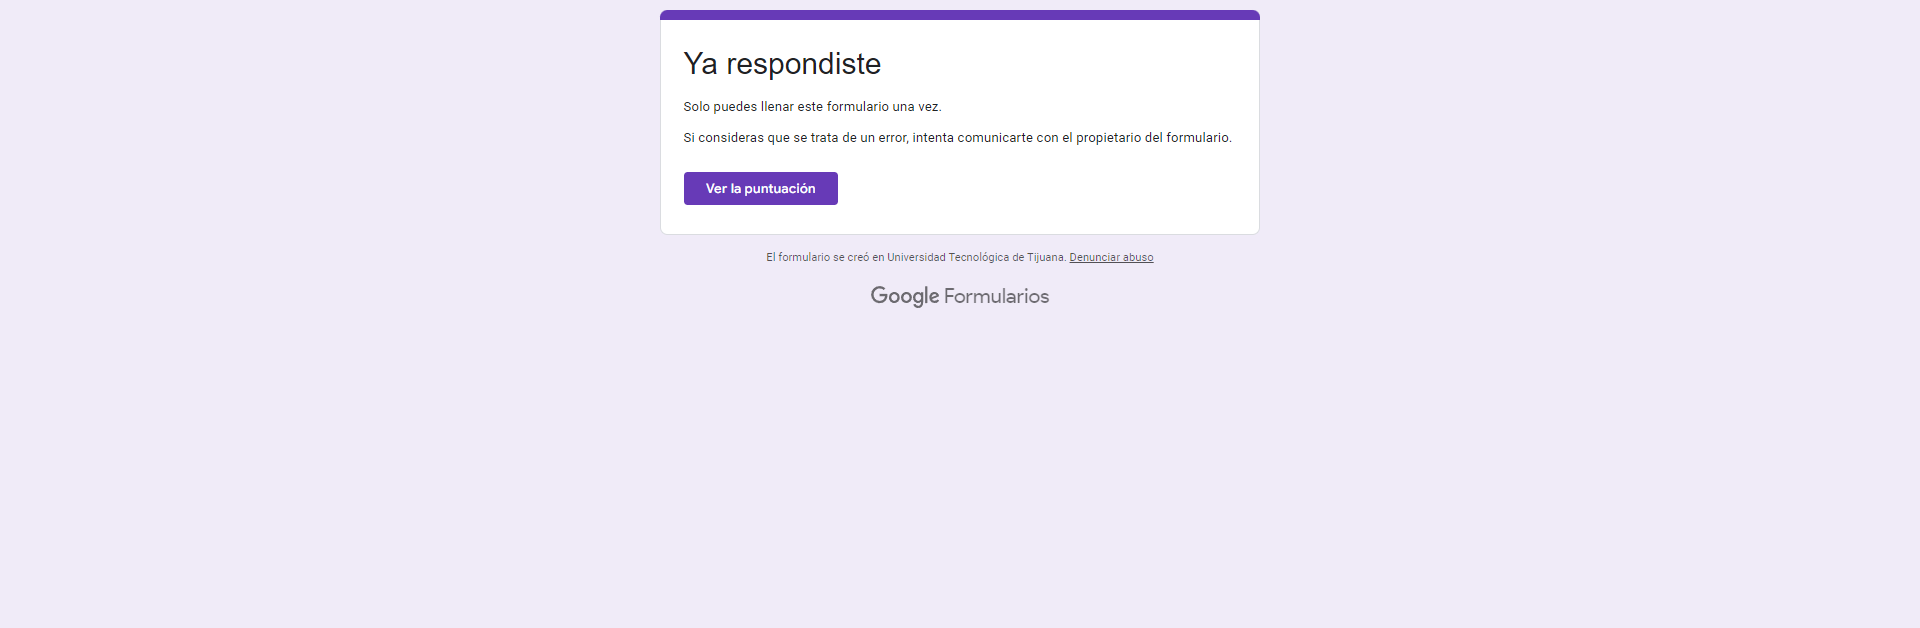 Ya respondiste
Solo puedes llenar este formulario una vez.
Si consideras que se trata de un error, intenta comunicarte con el propietario del formulario.
Ver la puntuación
El formulario se creó en Universidad Tecnológica de Tijuana. Denunciar abuso
Google Formularios